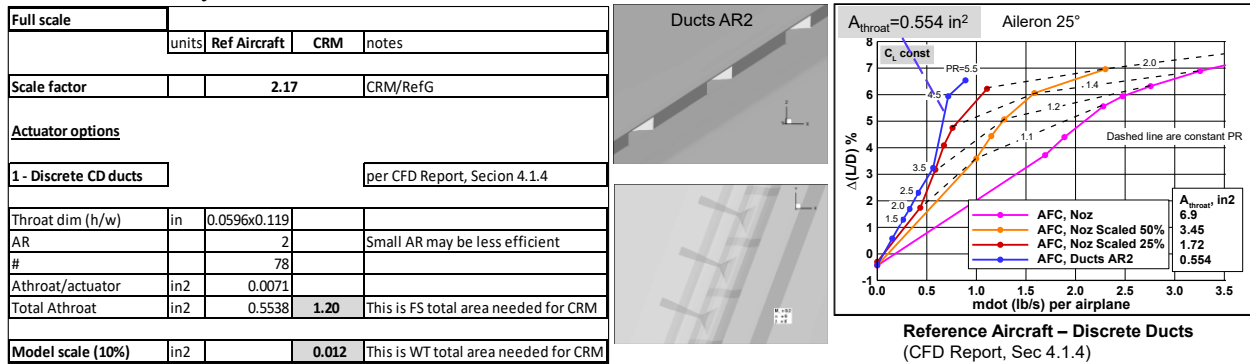 Full scale
units Ref Aircraft CRM notes
Scale factor 2.17 CRM/RefG
Actuator options
1 - Discrete CD ducts per CFD Report, Secion 4.1.4
Throat dim (h/w) in 0.0596x0.119
AR 2 Small AR may be less efficient
# 78
Athroat/actuator in2 0.0071
Total Athroat in2 0.5538 1.20 This is FS total area needed for CRM
Model scale (10%) in2 0.012 This is WT total area needed for CRM
Ducts AR2
Athroat=0.554 in2 Aileron 25°
CL const
PR=5.5
4.5
3.5
2.5
2.0
1.5
2.0
1.4
1.2
1.1
Dashed line are constant PR
Δ(L/D) %
8
7
6
5
4
3
2
1
0
-1
Athroat, in2
AFC, Noz 6.9
AFC, Noz Scaled 50% 3.45
AFC, Noz Scaled 25% 1.72
AFC, Ducts AR2 0.554
0.0 0.5 1.0 1.5 2.0 2.5 3.0 3.5
mdot (lb/s) per airplane
Reference Aircraft – Discrete Ducts
(CFD Report, Sec 4.1.4)